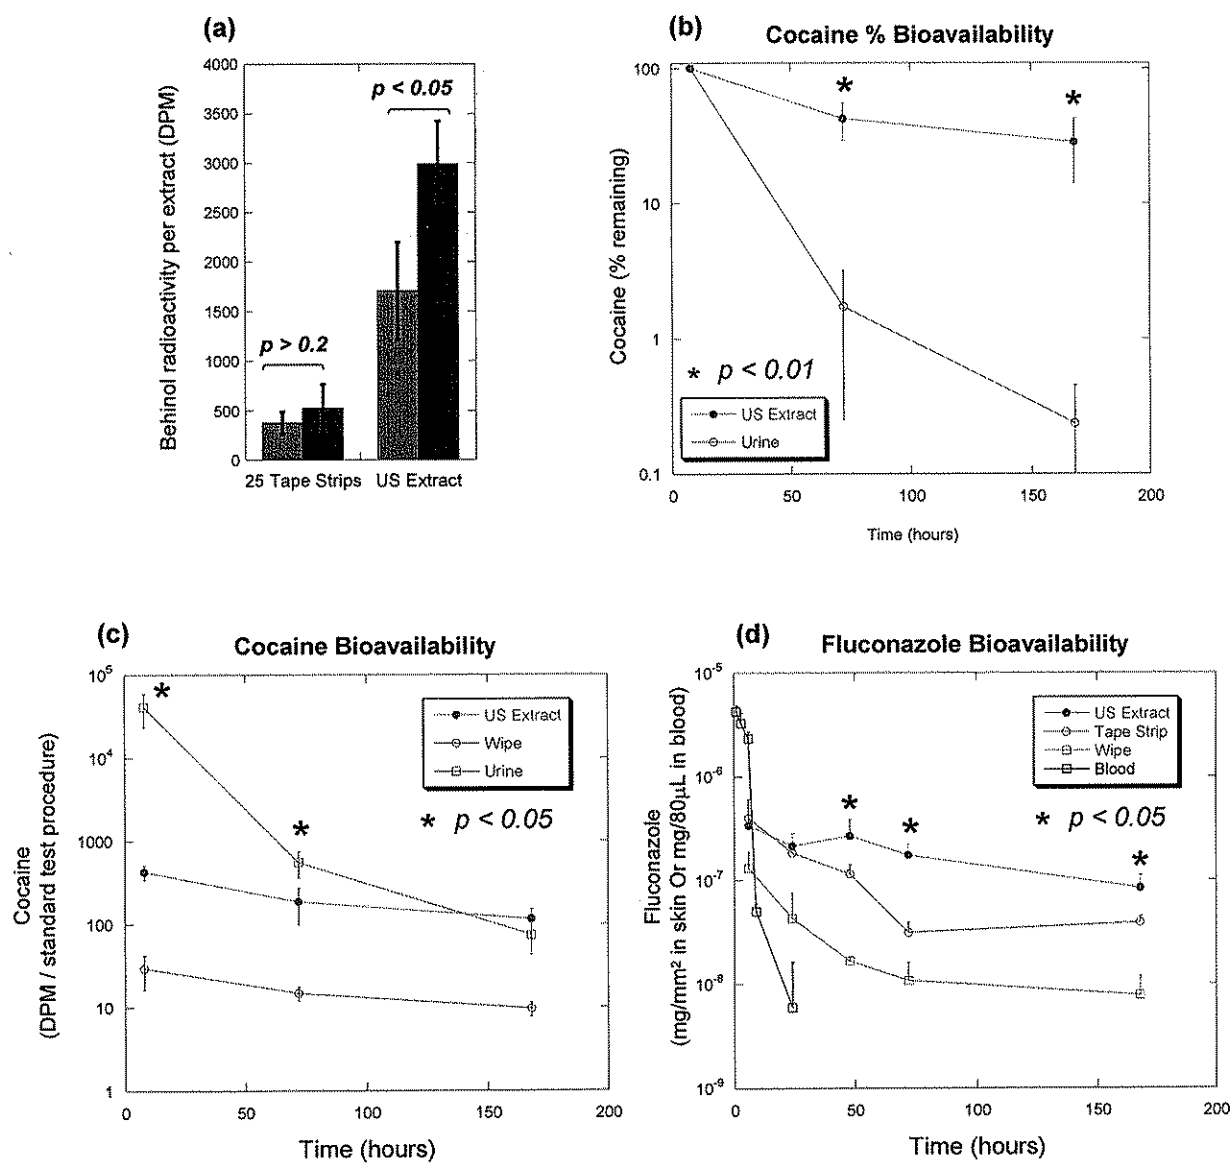 (a)
Behinol radioactivity per extract (DPM)
4000
3500
3000
2500
2000
1500
1000
500
0
p < 0.05
p > 0.2
25 Tape Strips US Extract
(b)
Cocaine % Bioavailability
Cocaine (% remaining)
100
10
1
0.1
* *
* p < 0.01
US Extract
Urine
0 50 100 150 200
Time (hours)
(c)
Cocaine Bioavailability
Cocaine
(DPM / standard test procedure)
10^5
10^4
1000
100
10
1
*
*
US Extract
Wipe
Urine
* p < 0.05
0 50 100 150 200
Time (hours)
(d)
Fluconazole Bioavailability
Fluconazole
(mg/mm² in skin Or mg/80µL in blood)
10^-5
10^-6
10^-7
10^-8
10^-9
US Extract
Tape Strip
Wipe
Blood
* * *
* p < 0.05
0 50 100 150 200
Time (hours)